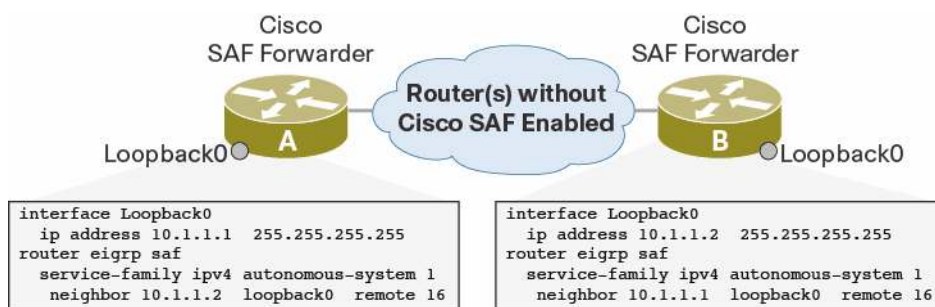 Cisco
SAF Forwarder
Cisco
SAF Forwarder
Router(s) without
Cisco SAF Enabled
A
B
Loopback0
Loopback0
interface Loopback0
ip address 10.1.1.1 255.255.255.255
router eigrp saf
service-family ipv4 autonomous-system 1
neighbor 10.1.1.2 loopback0 remote 16
interface Loopback0
ip address 10.1.1.2 255.255.255.255
router eigrp saf
service-family ipv4 autonomous-system 1
neighbor 10.1.1.1 loopback0 remote 16